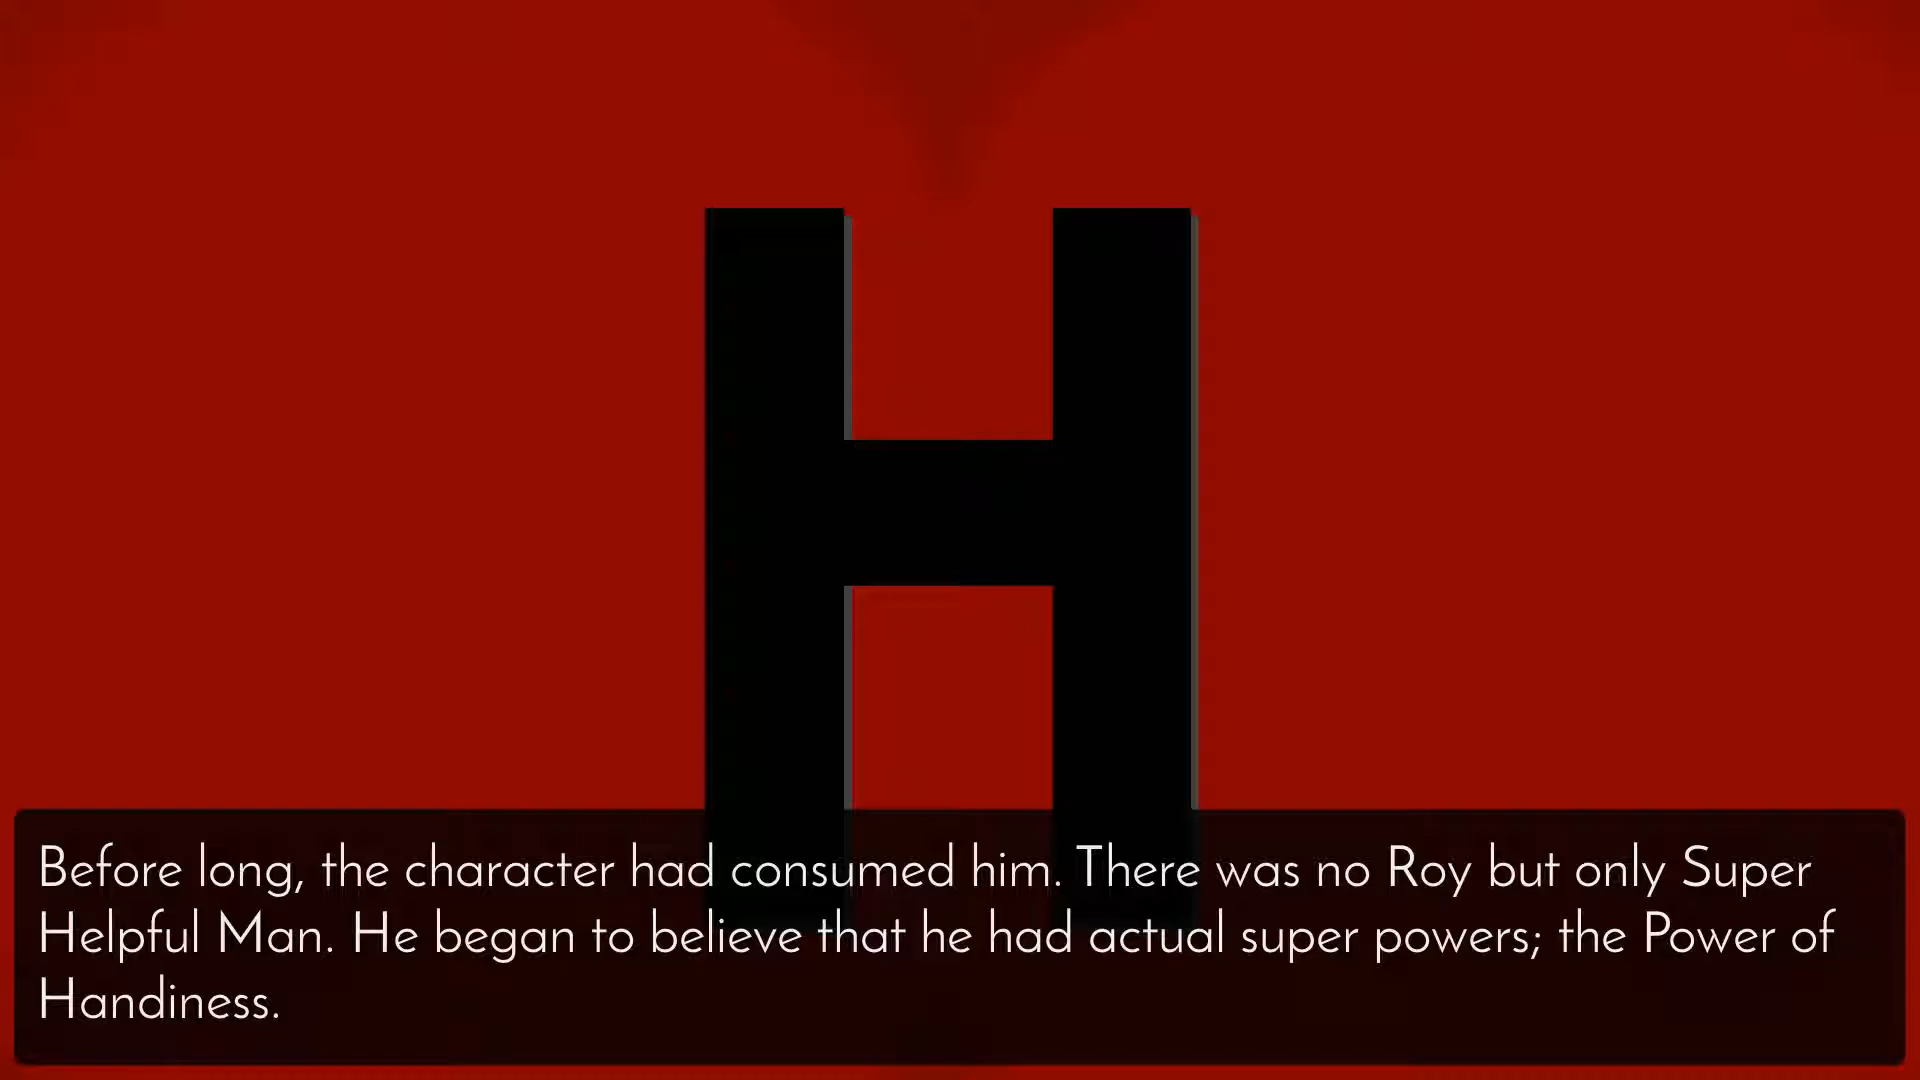 H
Before long, the character had consumed him. There was no Roy but only Super
Helpful Man. He began to believe that he had actual super powers; the Power of
Handiness.